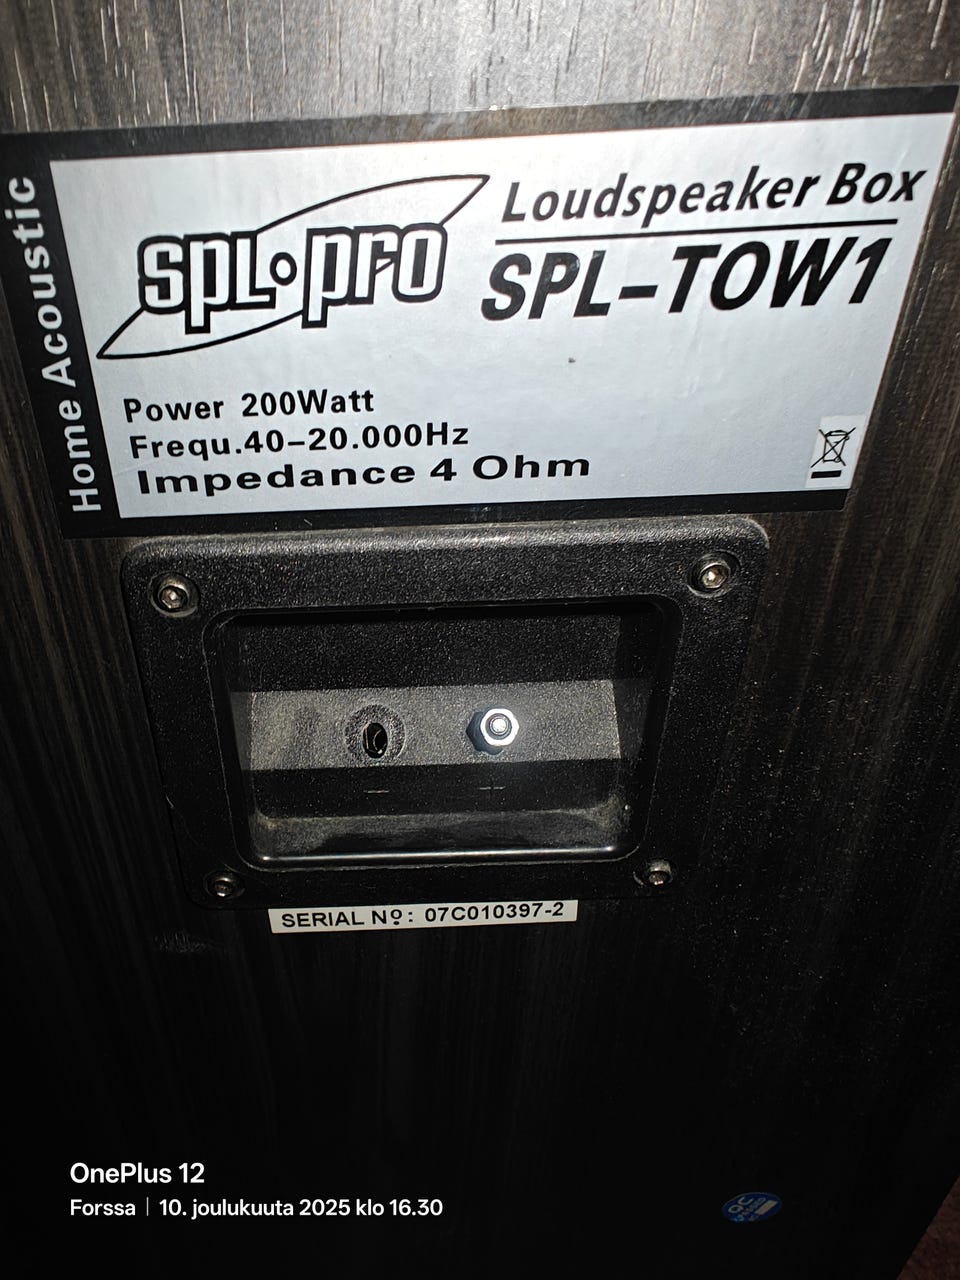 Home Acoustic
spl·pro
Loudspeaker Box
SPL-TOW1
Power 200Watt
Frequ.40-20.000Hz
Impedance 4 Ohm
SERIAL Nº: 07C010397-2
OnePlus 12
Forssa | 10. joulukuuta 2025 klo 16.30
QC